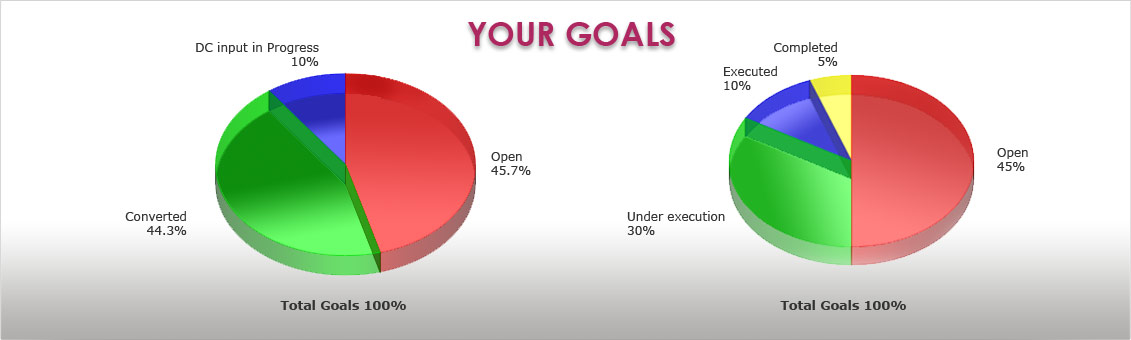 YOUR GOALS
DC input in Progress
10%
Open
45.7%
Converted
44.3%
Total Goals 100%
Completed
5%
Executed
10%
Open
45%
Under execution
30%
Total Goals 100%